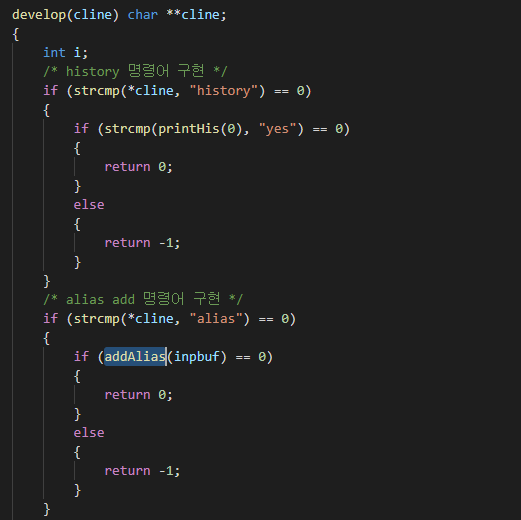 develop(cline) char **cline;
{
    int i;
    /* history 명령어 구현 */
    if (strcmp(*cline, "history") == 0)
    {
        if (strcmp(printHis(0), "yes") == 0)
        {
            return 0;
        }
        else
        {
            return -1;
        }
    }
    /* alias add 명령어 구현 */
    if (strcmp(*cline, "alias") == 0)
    {
        if (addAlias(inpbuf) == 0)
        {
            return 0;
        }
        else
        {
            return -1;
        }
    }